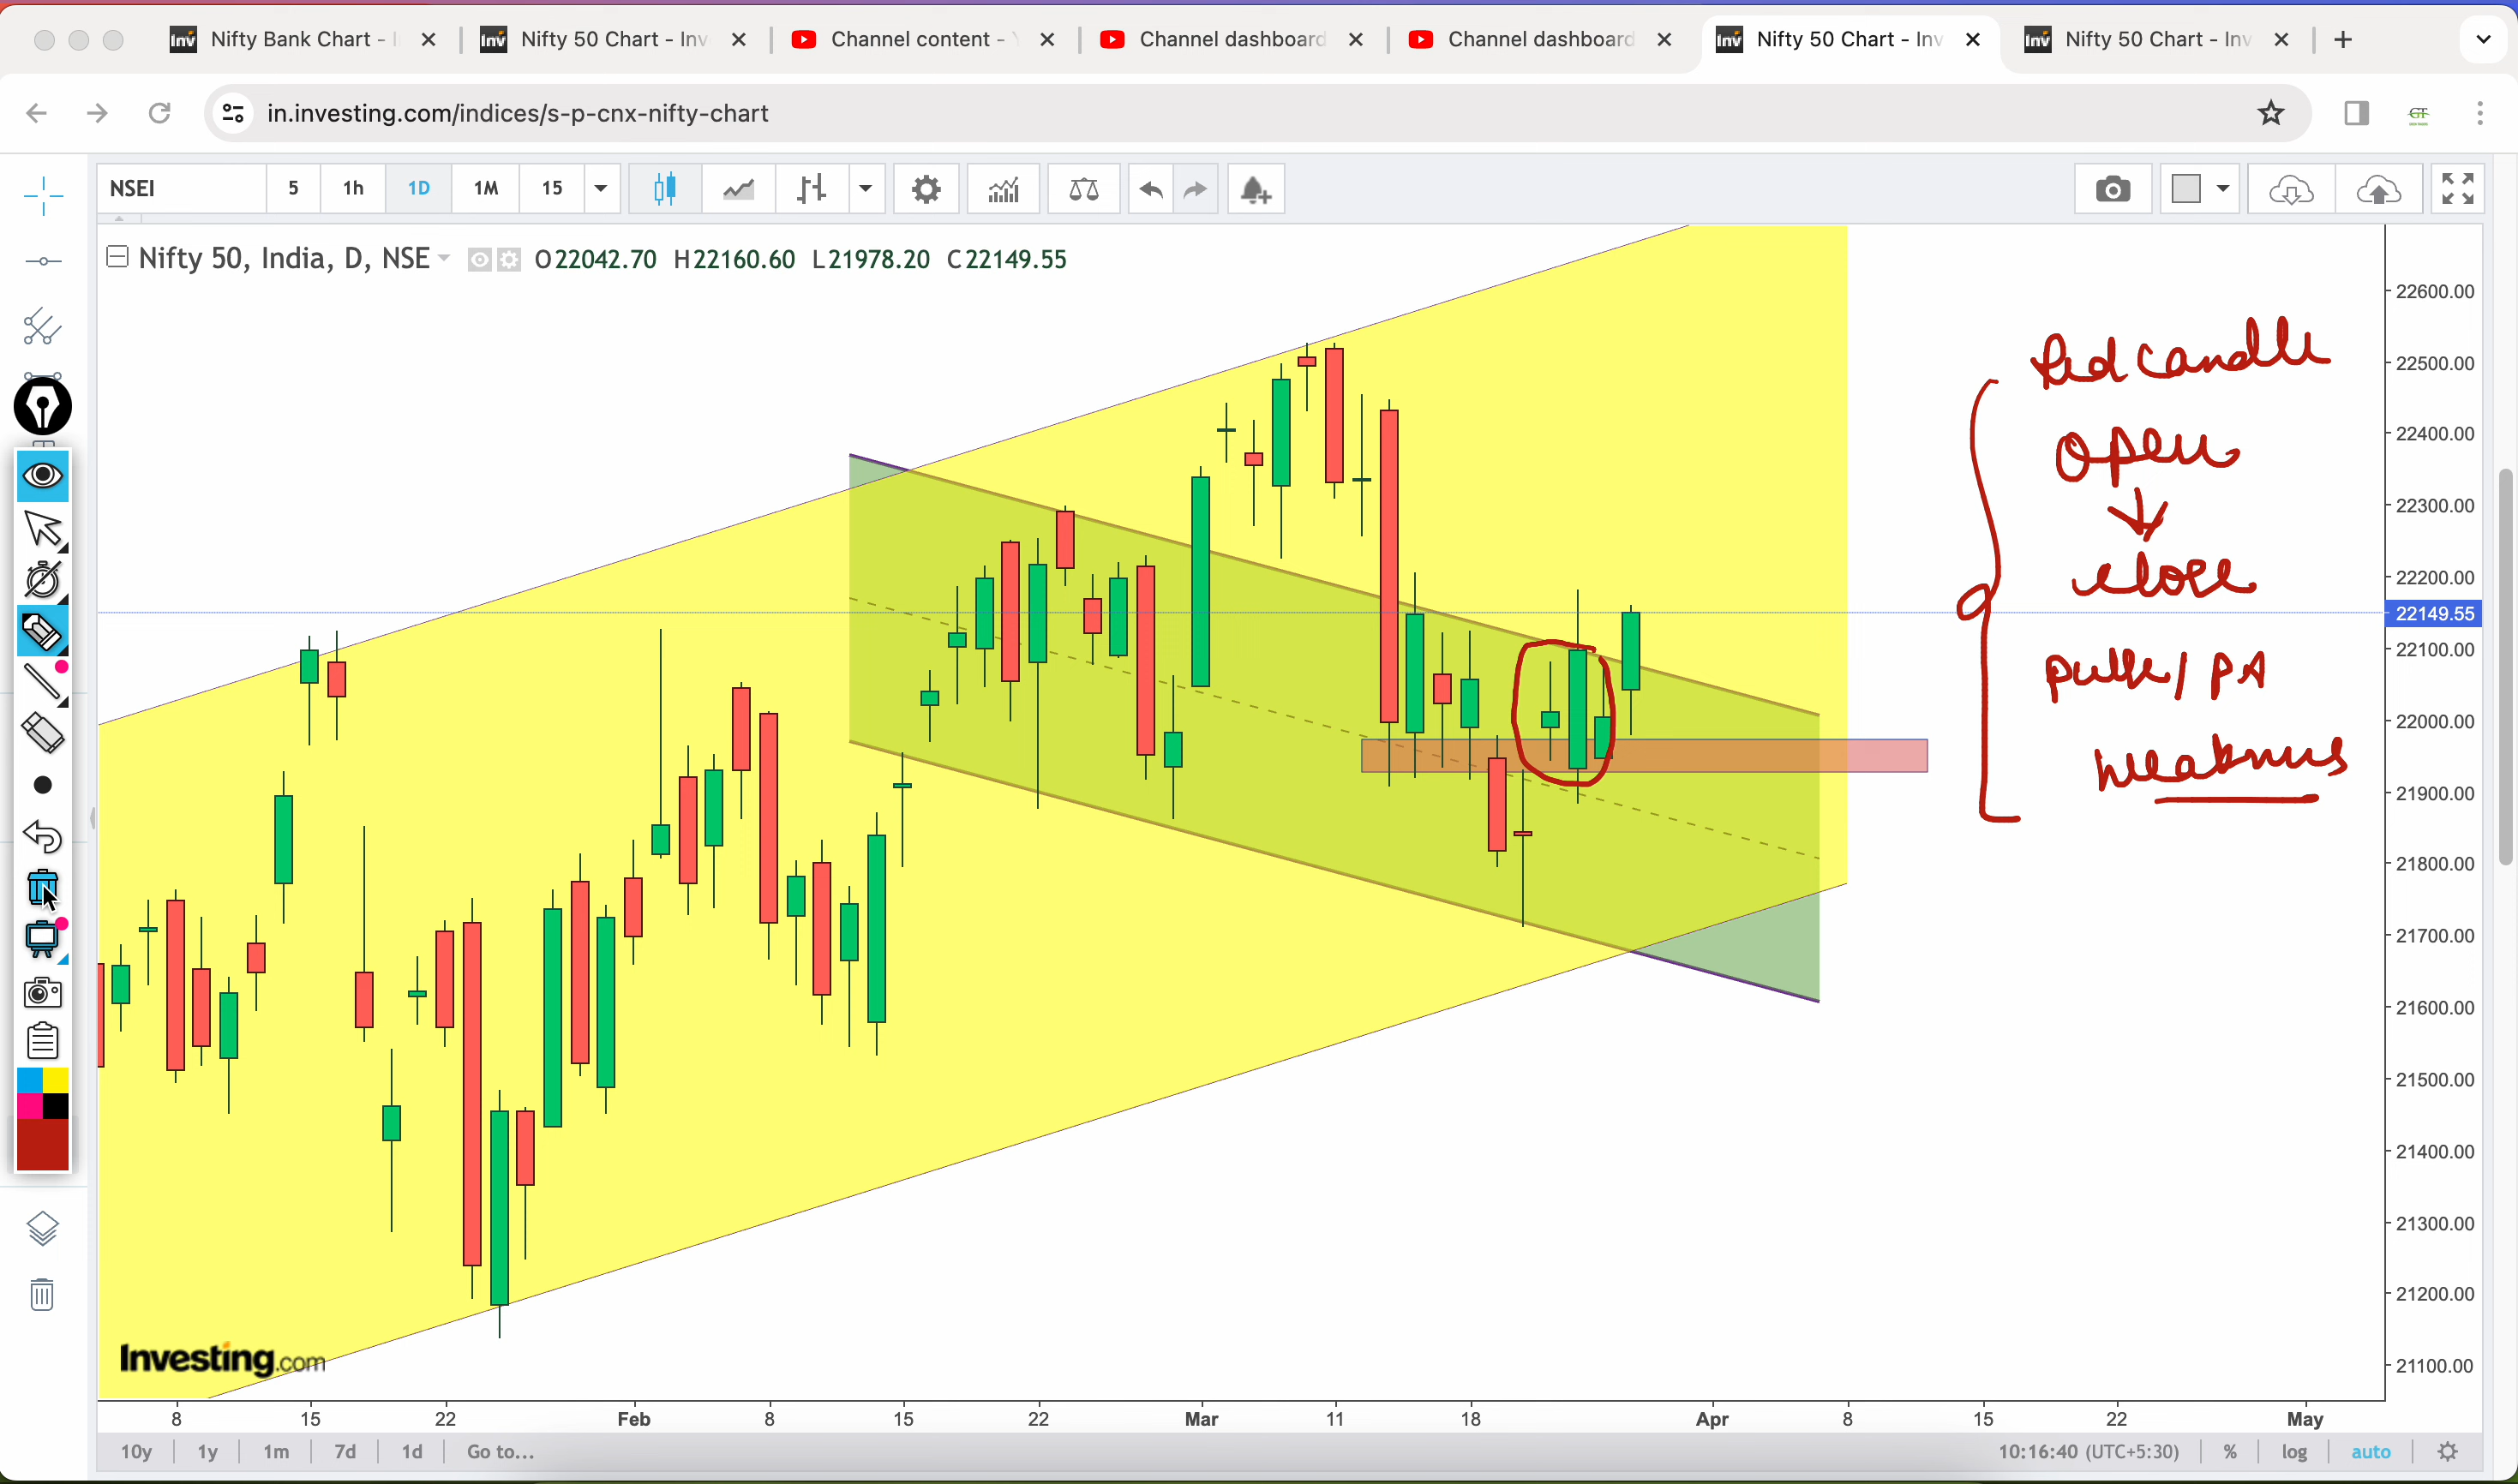 Nifty Bank Chart - I
Nifty 50 Chart - Inv
Channel content - Y
Channel dashboard
Channel dashboard
Nifty 50 Chart - Inv
Nifty 50 Chart - Inv
in.investing.com/indices/s-p-cnx-nifty-chart
NSEI 5 1h 1D 1M 15
Nifty 50, India, D, NSE O22042.70 H22160.60 L21978.20 C22149.55
22600.00
22500.00
22400.00
22300.00
22200.00
22149.55
22100.00
22000.00
21900.00
21800.00
21700.00
21600.00
21500.00
21400.00
21300.00
21200.00
21100.00
Red candle
Open
close
/ PA
Investing.com
8 15 22 Feb 8 15 22 Mar 11 18 Apr 8 15 22 May
10y 1y 1m 7d 1d Go to... 10:16:40 (UTC+5:30) % log auto